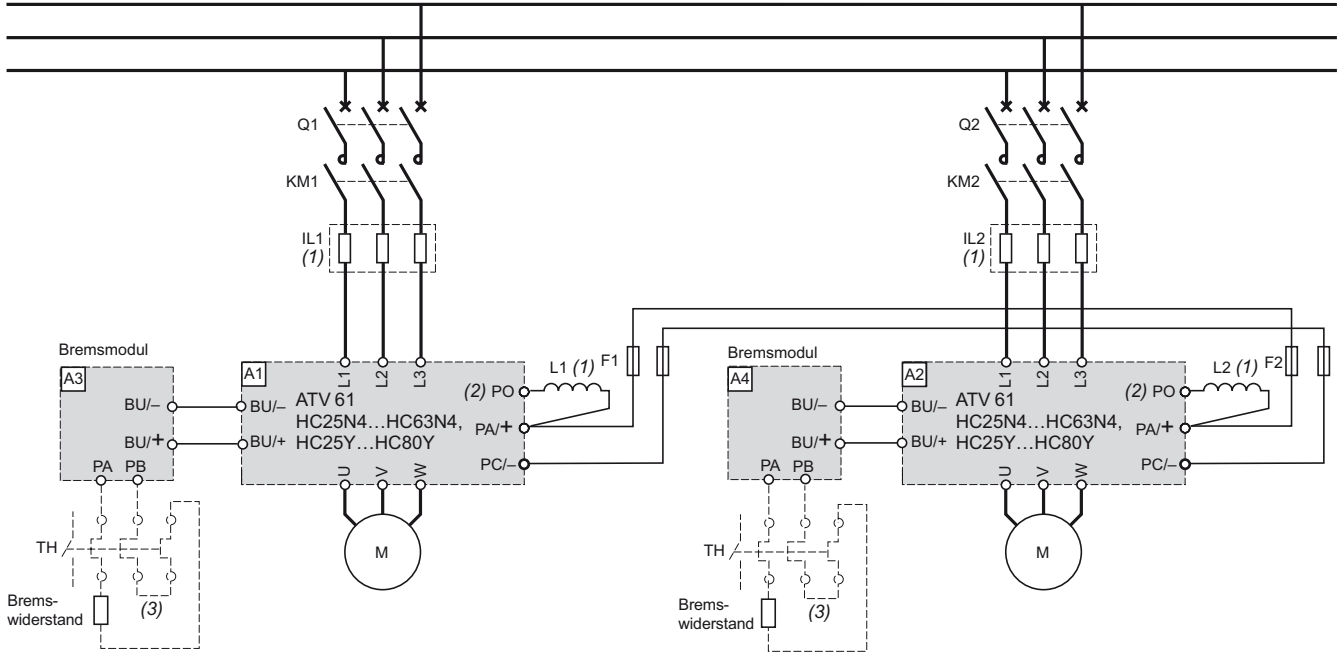 Q1
KM1
IL1
(1)
Bremsmodul
A3
BU/–
BU/+
PA PB
TH
(3)
Brems-
widerstand
A1
L1
L2
L3
BU/–
BU/+
ATV 61
HC25N4…HC63N4,
HC25Y…HC80Y
(2) PO
PA/+
PC/–
L1 (1)
F1
U
V
W
M
Q2
KM2
IL2
(1)
Bremsmodul
A4
BU/–
BU/+
PA PB
TH
(3)
Brems-
widerstand
A2
L1
L2
L3
BU/–
BU/+
ATV 61
HC25N4…HC63N4,
HC25Y…HC80Y
(2) PO
PA/+
PC/–
L2 (1)
F2
U
V
W
M